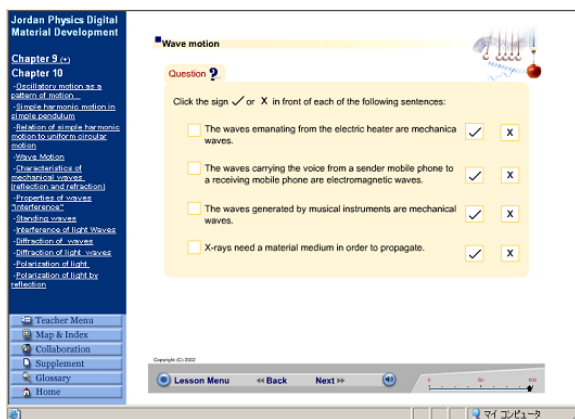 Jordan Physics Digital
Material Development
Chapter 9 (+)
Chapter 10
-Oscillatory motion as a
pattern of motion
-Simple harmonic motion in
simple pendulum
-Relation of simple harmonic
motion to uniform circular
motion
-Wave Motion
-Characteristics of
mechanical waves
(reflection and refraction)
-Properties of waves
"interference"
-Standing waves
-Interference of light Waves
-Diffraction of waves
-Diffraction of light waves
-Polarization of light
-Polarization of light by
reflection
Teacher Menu
Map & Index
Collaboration
Supplement
Glossary
Home
Wave motion
Question ?
Click the sign ✓ or X in front of each of the following sentences:
The waves emanating from the electric heater are mechanica
waves.
✓ X
The waves carrying the voice from a sender mobile phone to
a receiving mobile phone are electromagnetic waves.
✓ X
The waves generated by musical instruments are mechanical
waves.
✓ X
X-rays need a material medium in order to propagate.
✓ X
Copyright (C) 2002
Lesson Menu
Back
Next
0 50 100
マイ コンピュータ